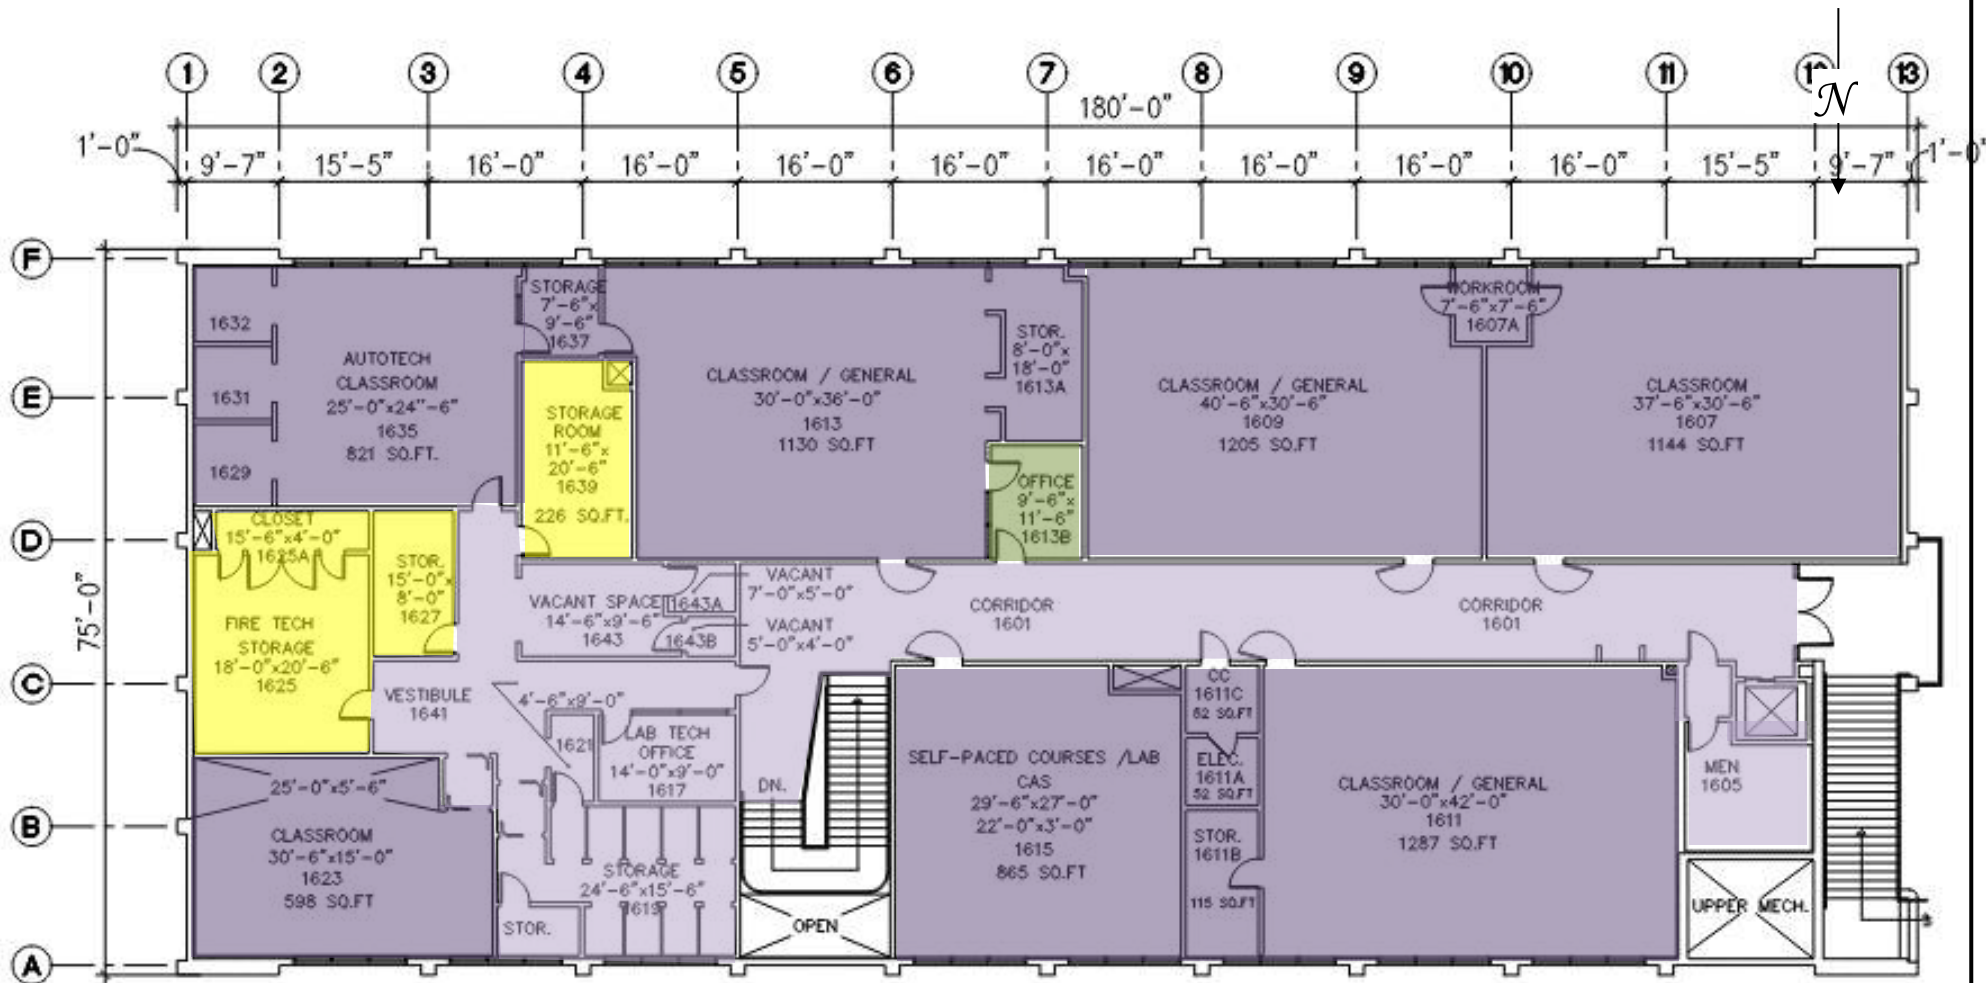 1
2
3
4
5
6
7
8
9
10
11
13
N
180'-0"
1'-0"
9'-7"
15'-5"
16'-0"
16'-0"
16'-0"
16'-0"
16'-0"
16'-0"
16'-0"
16'-0"
15'-5"
9'-7"
1'-0"
F
E
D
C
B
A
75'-0"
1632
1631
1629
AUTOTECH
CLASSROOM
25'-0"x24''-6"
1635
821 SQ.FT.
STORAGE
7'-6"x
9'-6"
1637
STORAGE
ROOM
11'-6"x
20'-6"
1639
226 SQ.FT.
CLASSROOM / GENERAL
30'-0"x36'-0"
1613
1130 SQ.FT
STOR.
8'-0"x
18'-0"
1613A
OFFICE
9'-6"x
11'-6"
1613B
CLASSROOM / GENERAL
40'-6"x30'-6"
1609
1205 SQ.FT
WORKROOM
7'-6"x7'-6"
1607A
CLASSROOM
37'-6"x30'-6"
1607
1144 SQ.FT
CLOSET
15'-6"x4'-0"
1625A
FIRE TECH
STORAGE
18'-0"x20'-6"
1625
STOR.
15'-0"x
8'-0"
1627
VACANT SPACE
14'-6"x9'-6"
1643
1643A
1643B
VACANT
7'-0"x5'-0"
VACANT
5'-0"x4'-0"
CORRIDOR
1601
CORRIDOR
1601
VESTIBULE
1641
4'-6"x9'-0"
1621
LAB TECH
OFFICE
14'-0"x9'-0"
1617
DN.
25'-0"x5'-6"
CLASSROOM
30'-6"x15'-0"
1623
598 SQ.FT
STORAGE
24'-6"x15'-6"
1619
STOR.
OPEN
SELF-PACED COURSES /LAB
CAS
29'-6"x27'-0"
22'-0"x3'-0"
1615
865 SQ.FT
CC
1611C
52 SQ.FT
ELEC.
1611A
52 SQ.FT
STOR.
1611B
115 SQ.FT
CLASSROOM / GENERAL
30'-0"x42'-0"
1611
1287 SQ.FT
MEN
1605
UPPER MECH.